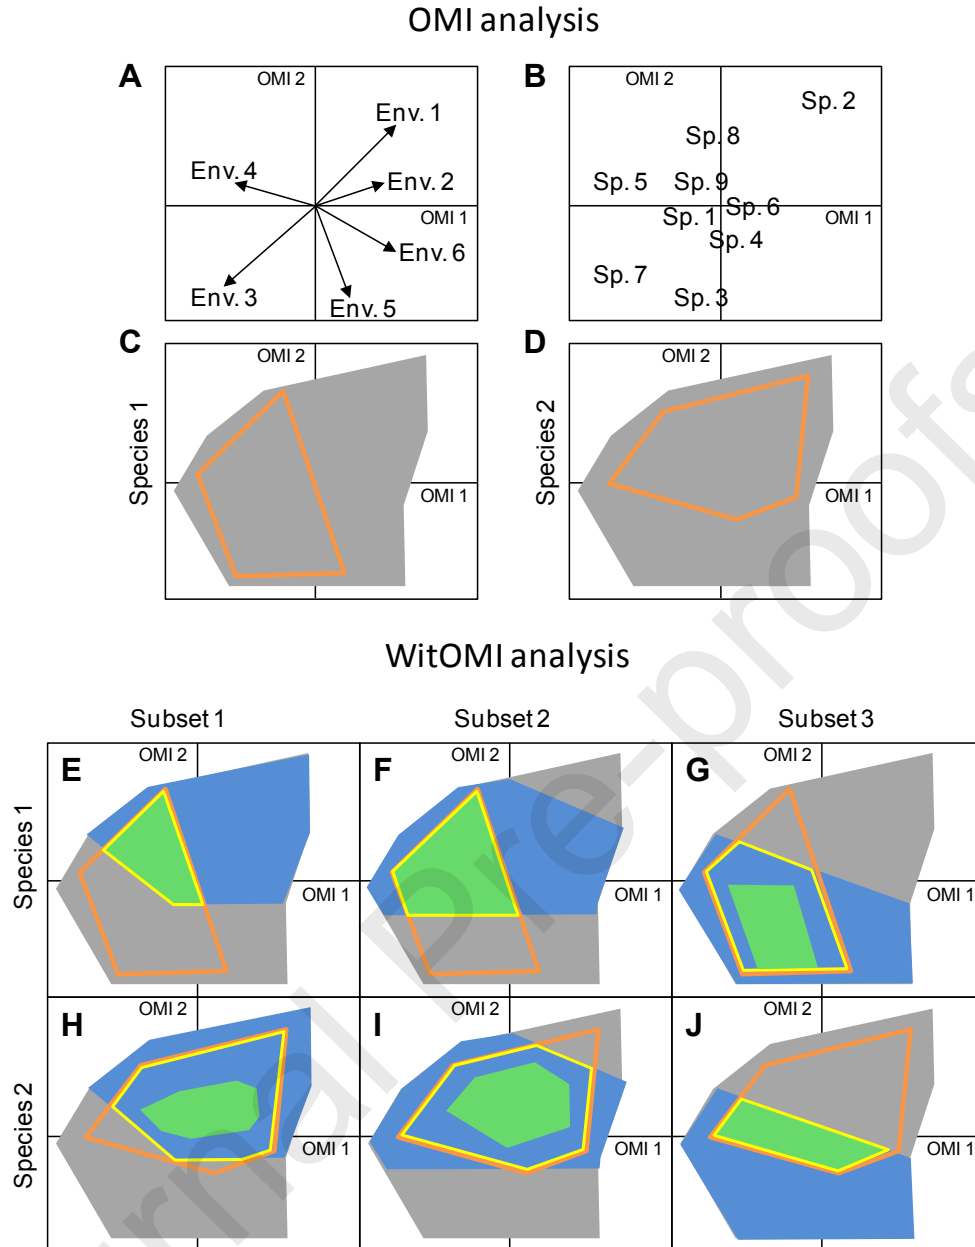 OMI analysis
A
OMI 2
Env. 1
Env. 4
Env. 2
OMI 1
Env. 6
Env. 3
Env. 5
B
OMI 2
Sp. 2
Sp. 8
Sp. 5
Sp. 9
Sp. 6
OMI 1
Sp. 1
Sp. 4
Sp. 7
Sp. 3
C
OMI 2
Species 1
OMI 1
D
OMI 2
Species 2
OMI 1
WitOMI analysis
Subset 1
Subset 2
Subset 3
Species 1
E
OMI 2
OMI 1
F
OMI 2
OMI 1
G
OMI 2
OMI 1
Species 2
H
OMI 2
OMI 1
I
OMI 2
OMI 1
J
OMI 2
OMI 1
rnal Pre-proofs